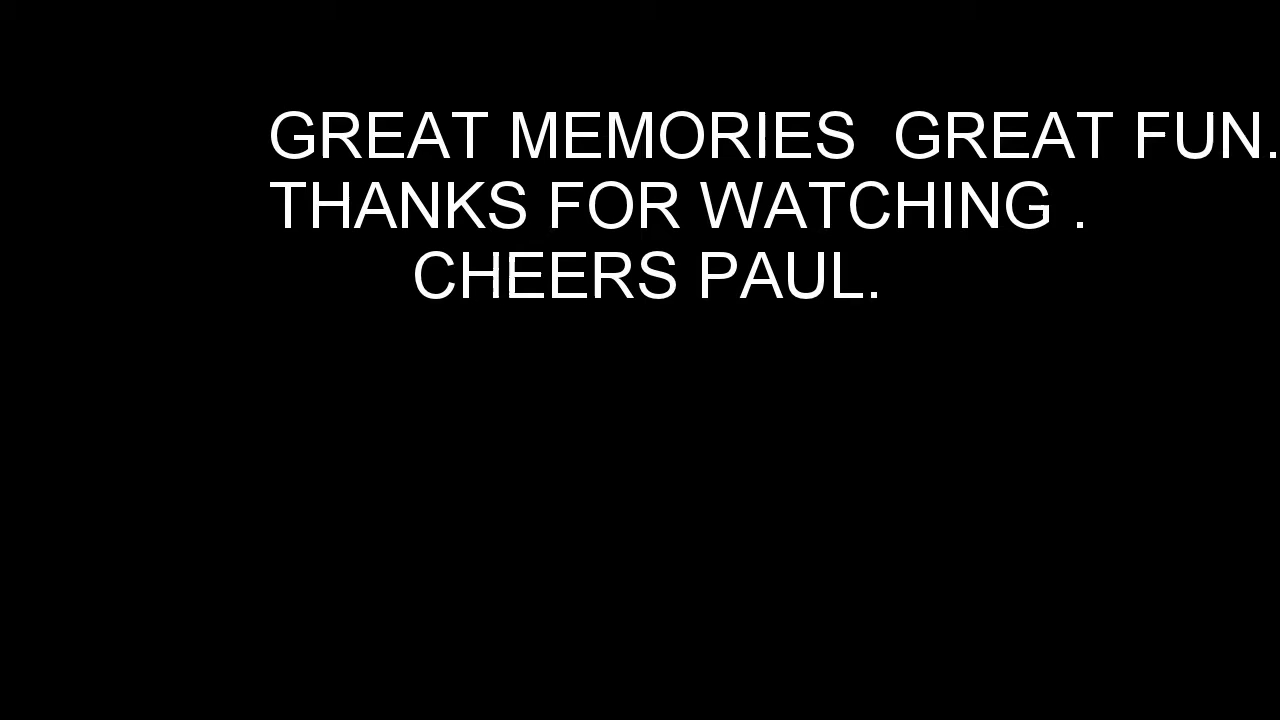 GREAT MEMORIES  GREAT FUN.
THANKS FOR WATCHING .
CHEERS PAUL.